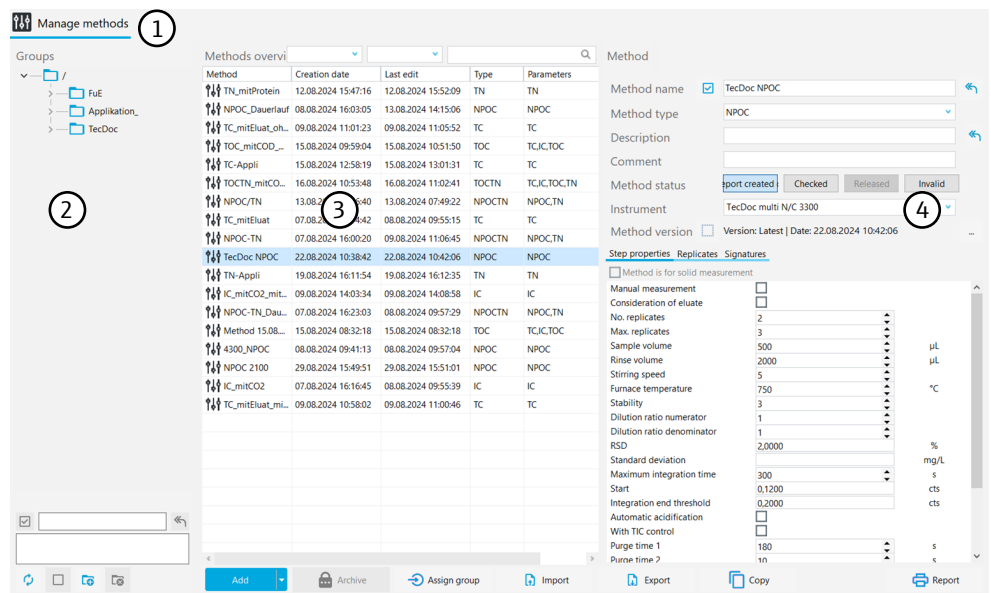 Manage methods
1
Groups
/
FuE
Applikation_
TecDoc
2
Methods overvi
Method Creation date Last edit Type Parameters
TN_mitProtein 12.08.2024 15:47:16 12.08.2024 15:52:09 TN TN
NPOC_Dauerlauf 08.08.2024 16:03:05 13.08.2024 14:15:06 NPOC NPOC
TC_mitEluat_oh... 09.08.2024 11:01:23 09.08.2024 11:05:52 TC TC
TOC_mitCOD_... 15.08.2024 09:59:04 15.08.2024 10:51:50 TOC TC,IC,TOC
TC-Appli 15.08.2024 12:58:19 15.08.2024 13:01:31 TC TC
TOCTN_mitCO... 16.08.2024 10:53:48 16.08.2024 11:02:41 TOCTN TC,IC,TOC,TN
NPOC/TN 13.08 5:40 13.08.2024 07:49:22 NPOCTN NPOC,TN
TC_mitEluat 07.08.20 4:42 08.08.2024 09:55:15 TC TC
NPOC-TN 07.08.2024 16:00:20 09.08.2024 11:06:45 NPOCTN NPOC,TN
TecDoc NPOC 22.08.2024 10:38:42 22.08.2024 10:42:06 NPOC NPOC
TN-Appli 19.08.2024 16:11:54 19.08.2024 16:12:35 TN TN
IC_mitCO2_mit... 09.08.2024 14:03:34 09.08.2024 14:08:58 IC IC
NPOC-TN_Dau... 07.08.2024 16:23:03 08.08.2024 09:57:29 NPOCTN NPOC,TN
Method 15.08.... 15.08.2024 08:32:18 15.08.2024 08:32:18 TOC TC,IC,TOC
4300_NPOC 08.08.2024 09:41:13 08.08.2024 09:57:04 NPOC NPOC
NPOC 2100 29.08.2024 15:49:51 29.08.2024 15:51:01 NPOC NPOC
IC_mitCO2 07.08.2024 16:16:45 08.08.2024 09:55:39 IC IC
TC_mitEluat_mi... 09.08.2024 10:58:02 09.08.2024 11:00:46 TC TC
3
Method
Method name TecDoc NPOC
Method type NPOC
Description
Comment
Method status eport created Checked Released Invalid
Instrument TecDoc multi N/C 3300
4
Method version Version: Latest | Date: 22.08.2024 10:42:06 ...
Step properties Replicates Signatures
Method is for solid measurement
Manual measurement
Consideration of eluate
No. replicates 2
Max. replicates 3
Sample volume 500 µL
Rinse volume 2000 µL
Stirring speed 5
Furnace temperature 750 °C
Stability 3
Dilution ratio numerator 1
Dilution ratio denominator 1
RSD 2,0000 %
Standard deviation mg/L
Maximum integration time 300 s
Start 0,1200 cts
Integration end threshold 0,2000 cts
Automatic acidification
With TIC control
Purge time 1 180 s
Purge time 2 10 s
Add Archive Assign group Import Export Copy Report